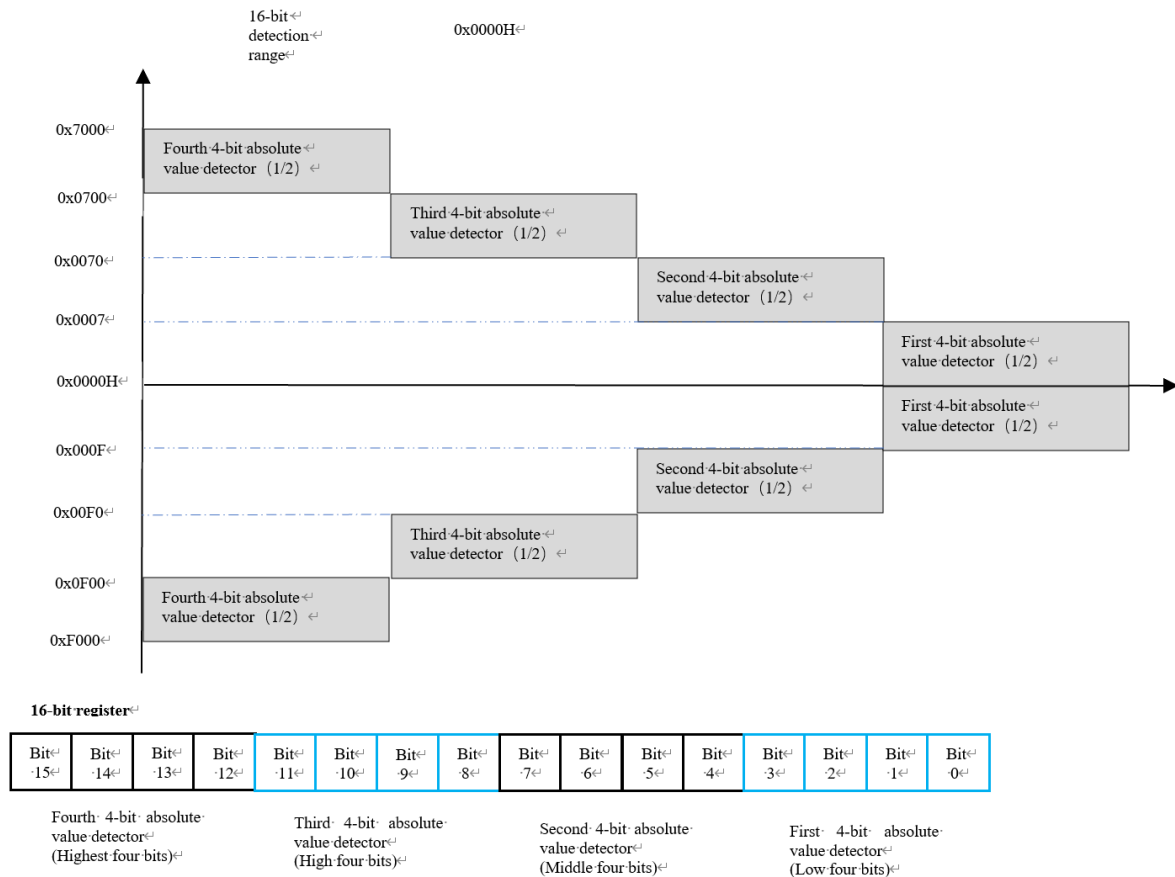 16-bit
detection
range
0x0000H
0x7000
Fourth 4-bit absolute
value detector（1/2）
0x0700
Third 4-bit absolute
value detector（1/2）
0x0070
Second 4-bit absolute
value detector（1/2）
0x0007
First 4-bit absolute
value detector（1/2）
0x0000H
First 4-bit absolute
value detector（1/2）
0x000F
Second 4-bit absolute
value detector（1/2）
0x00F0
Third 4-bit absolute
value detector（1/2）
0x0F00
Fourth 4-bit absolute
value detector（1/2）
0xF000
16-bit register
Bit
15
Bit
14
Bit
13
Bit
12
Bit
11
Bit
10
Bit
9
Bit
8
Bit
7
Bit
6
Bit
5
Bit
4
Bit
3
Bit
2
Bit
1
Bit
0
Fourth 4-bit absolute
value detector
(Highest four bits)
Third 4-bit absolute
value detector
(High four bits)
Second 4-bit absolute
value detector
(Middle four bits)
First 4-bit absolute
value detector
(Low four bits)